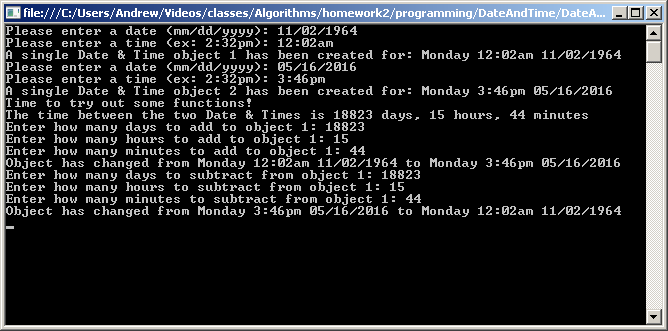 file:///C:/Users/Andrew/Videos/classes/Algorithms/homework2/programming/DateAndTime/DateA...
Please enter a date (mm/dd/yyyy): 11/02/1964
Please enter a time (ex: 2:32pm): 12:02am
A single Date & Time object 1 has been created for: Monday 12:02am 11/02/1964
Please enter a date (mm/dd/yyyy): 05/16/2016
Please enter a time (ex: 2:32pm): 3:46pm
A single Date & Time object 2 has been created for: Monday 3:46pm 05/16/2016
Time to try out some functions!
The time between the two Date & Times is 18823 days, 15 hours, 44 minutes
Enter how many days to add to object 1: 18823
Enter how many hours to add to object 1: 15
Enter how many minutes to add to object 1: 44
Object has changed from Monday 12:02am 11/02/1964 to Monday 3:46pm 05/16/2016
Enter how many days to subtract from object 1: 18823
Enter how many hours to subtract from object 1: 15
Enter how many minutes to subtract from object 1: 44
Object has changed from Monday 3:46pm 05/16/2016 to Monday 12:02am 11/02/1964